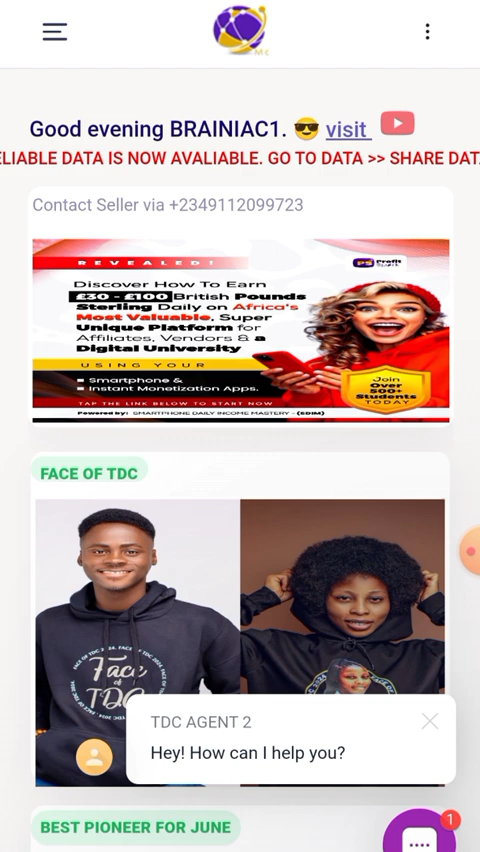 M.C
Good evening BRAINIAC1. 😎 visit
ELIABLE DATA IS NOW AVALIABLE. GO TO DATA >> SHARE DAT
Contact Seller via +2349112099723
REVEALED!
PS Profit
Discover How To Earn
£30 - £100 British Pounds
Sterling Daily on Africa's
Most Valuable, Super
Unique Platform for
Affiliates, Vendors & a
Digital University
USING YOUR
Smartphone &
Instant Monetization Apps.
TAP THE LINK BELOW TO START NOW
Powered by: SMARTPHONE DAILY INCOME MASTERY - (SDIM)
Join
Over
500+
Students
TODAY
FACE OF TDC
Face
of
TDC
TDC AGENT 2
Hey! How can I help you?
BEST PIONEER FOR JUNE
1